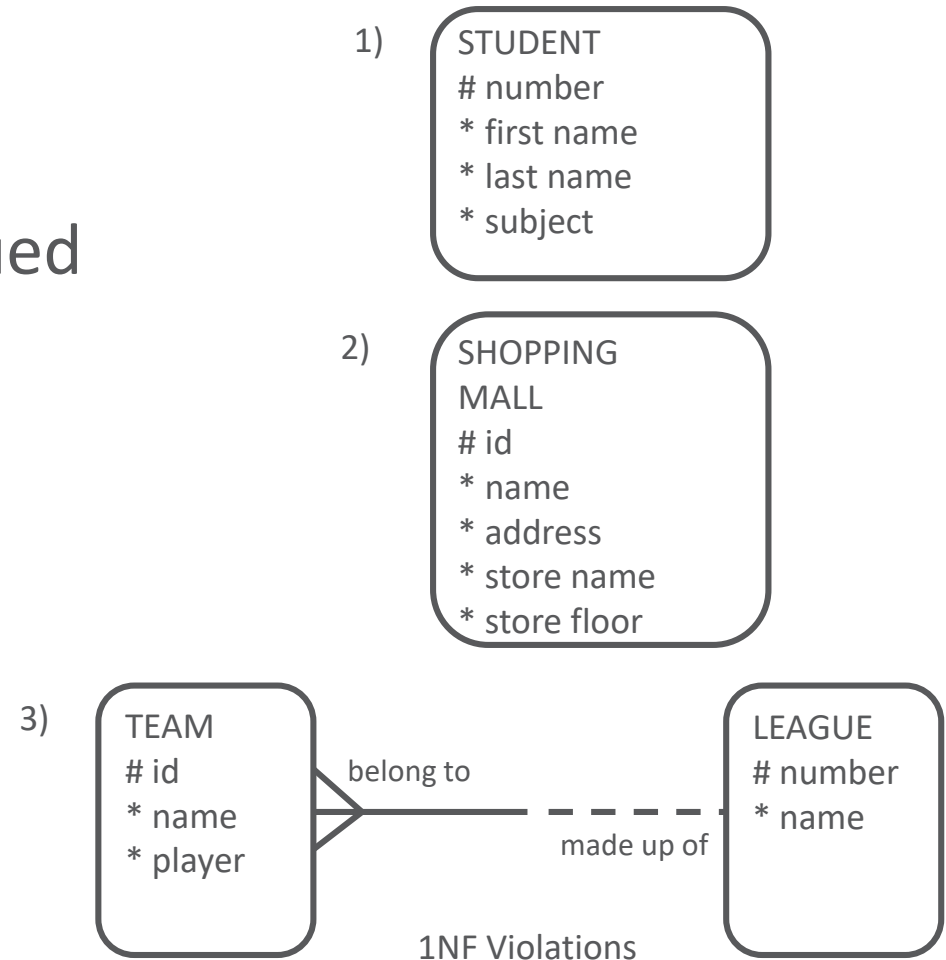 1)
STUDENT
# number
* first name
* last name
* subject
2)
SHOPPING
MALL
# id
* name
* address
* store name
* store floor
3)
TEAM
# id
* name
* player
belong to
made up of
LEAGUE
# number
* name
1NF Violations